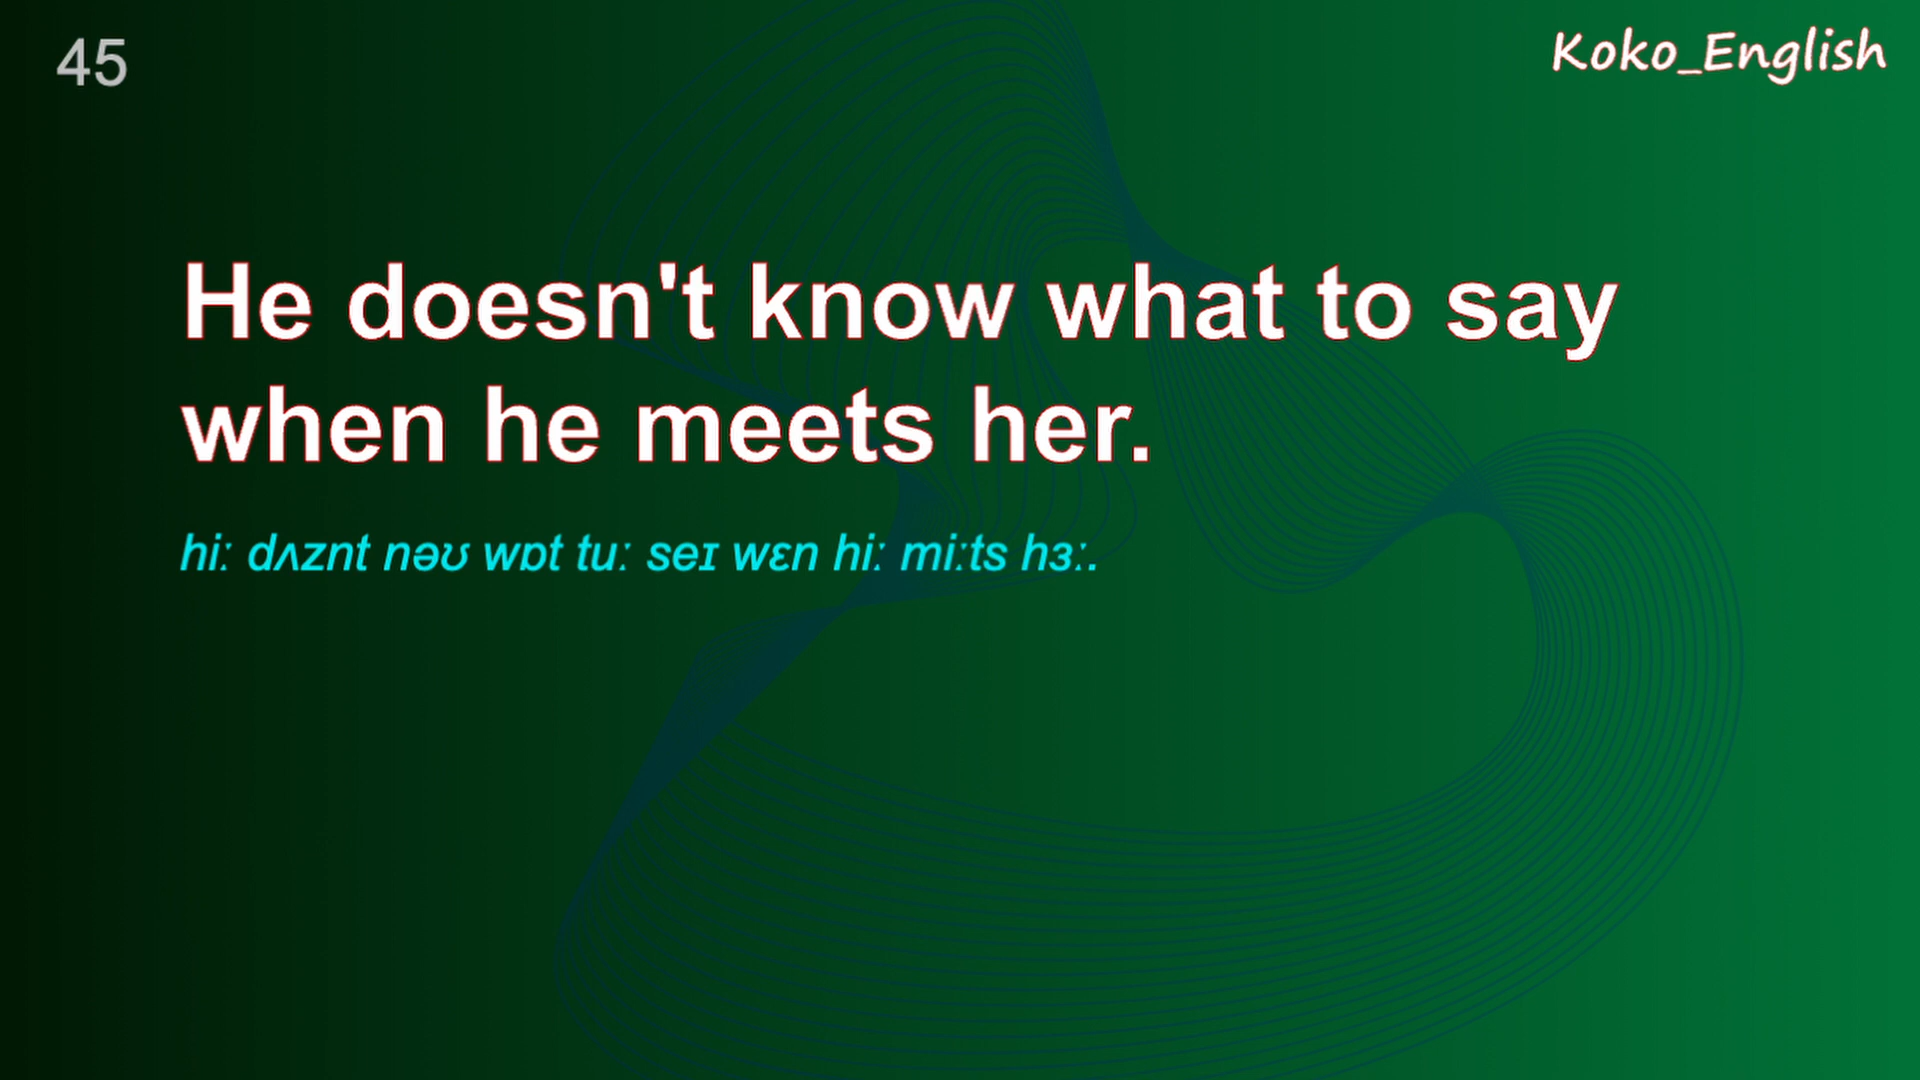 45
Koko_English
He doesn't know what to say
when he meets her.
hiː dʌznt nəʊ wɒt tuː seɪ wɛn hiː miːts hɜː.